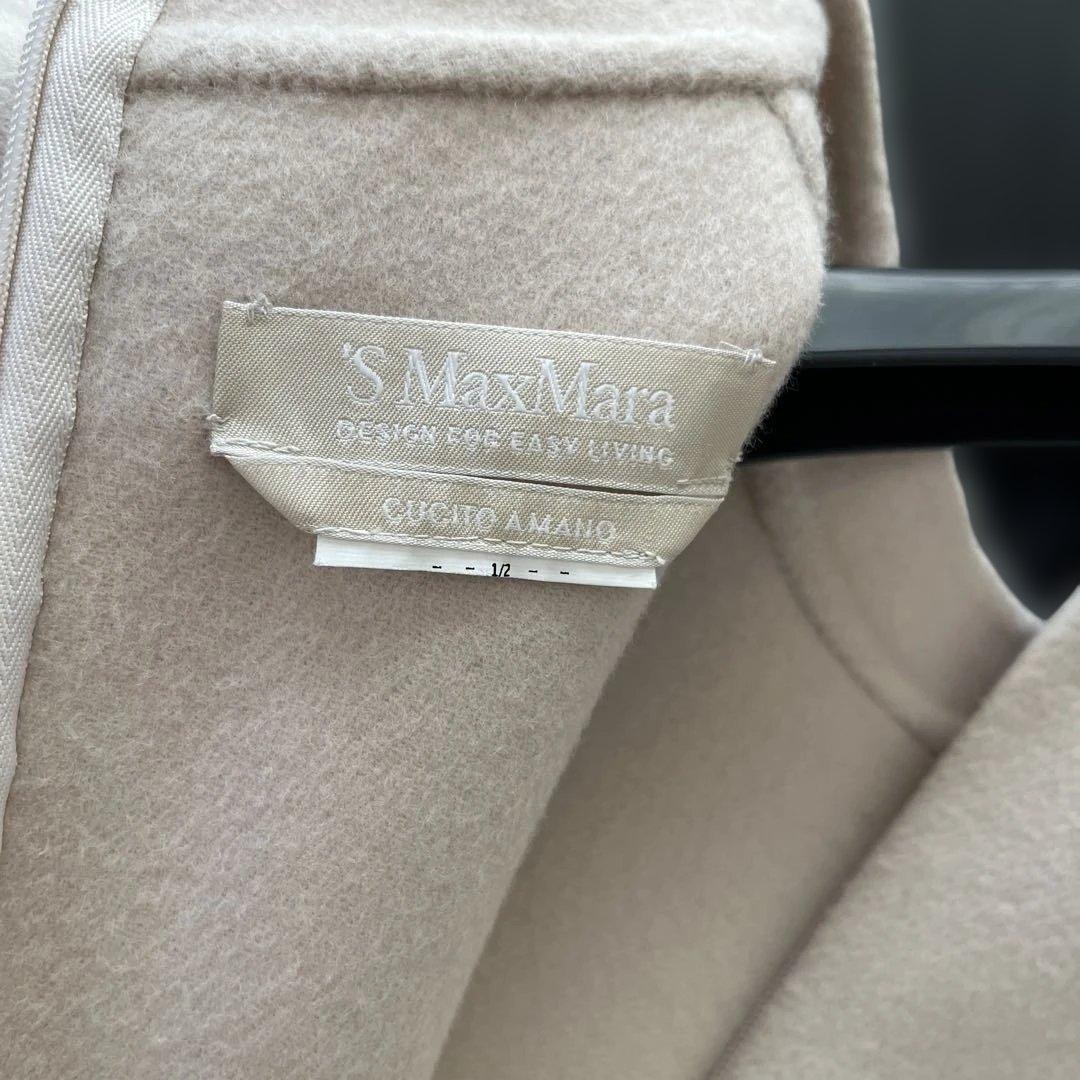 'S MaxMara
DESIGN FOR EASY LIVING
CUCITO A MANO
- - 1/2 - -